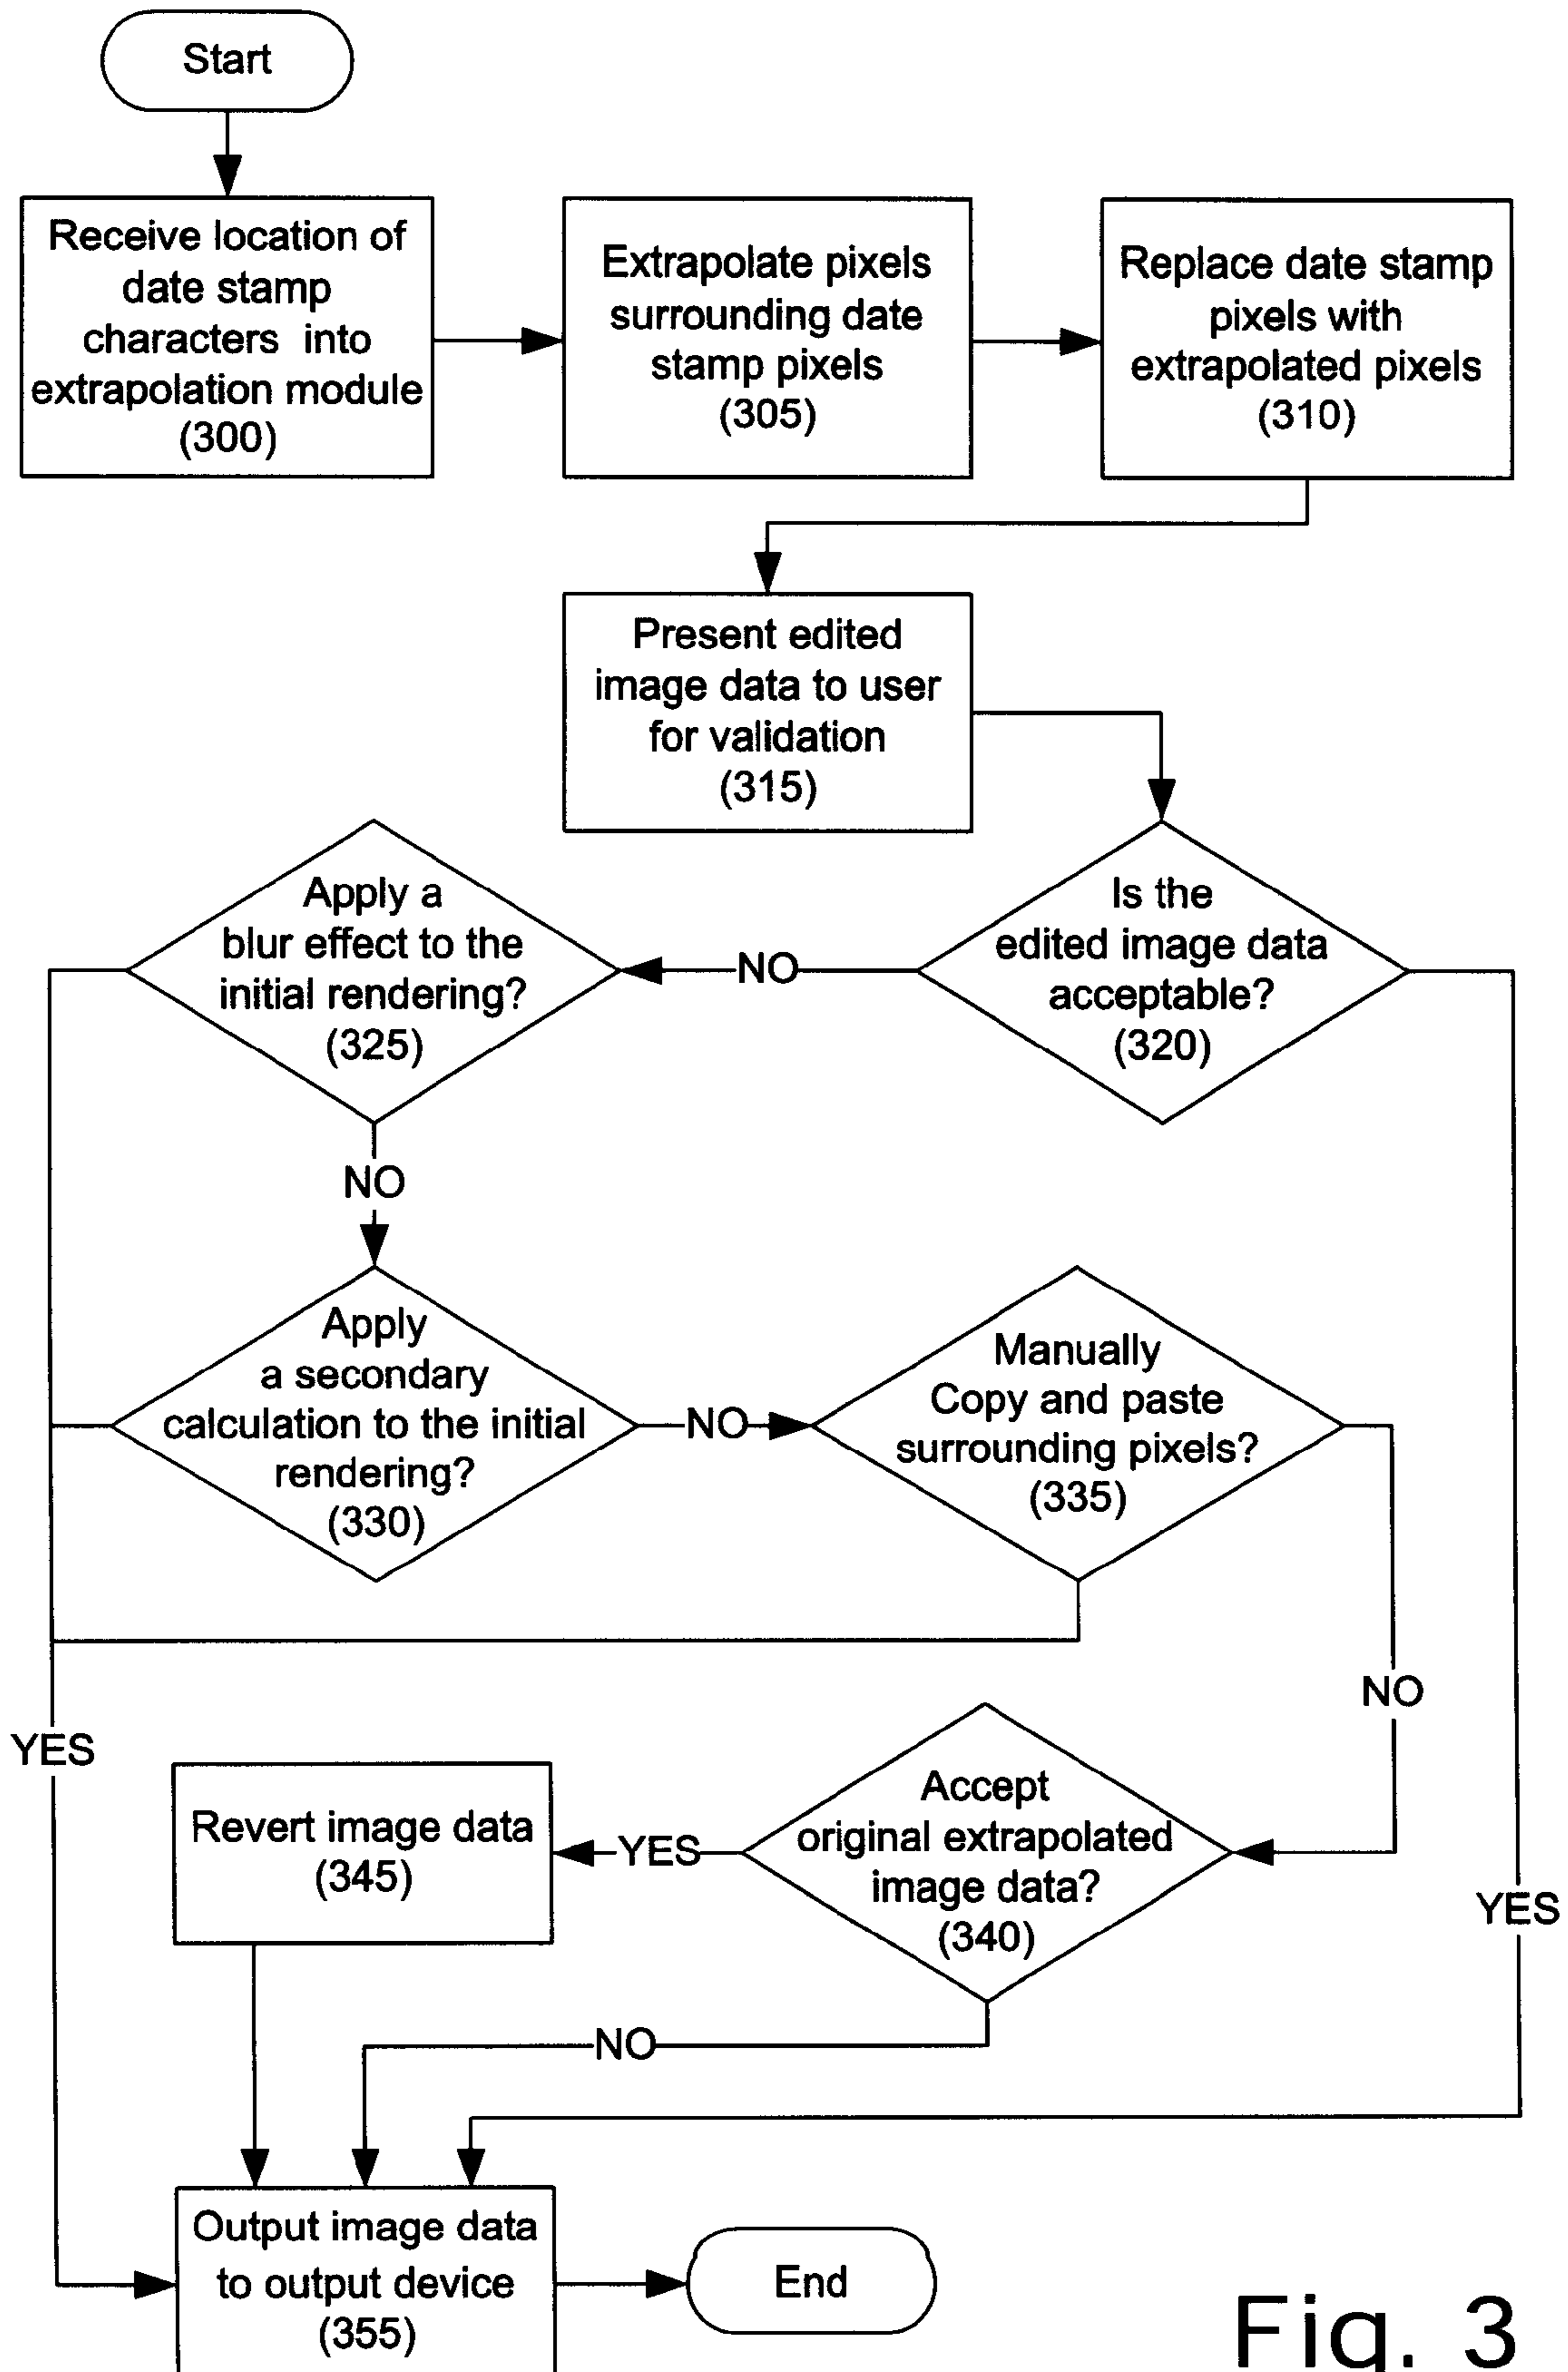 Start
Receive location of
date stamp
characters into
extrapolation module
(300)
Extrapolate pixels
surrounding date
stamp pixels
(305)
Replace date stamp
pixels with
extrapolated pixels
(310)
Present edited
image data to user
for validation
(315)
Is the
edited image data
acceptable?
(320)
NO
Apply a
blur effect to the
initial rendering?
(325)
NO
Apply
a secondary
calculation to the initial
rendering?
(330)
NO
Manually
Copy and paste
surrounding pixels?
(335)
NO
YES
Accept
original extrapolated
image data?
(340)
YES
Revert image data
(345)
YES
NO
Output image data
to output device
(355)
End
Fig. 3